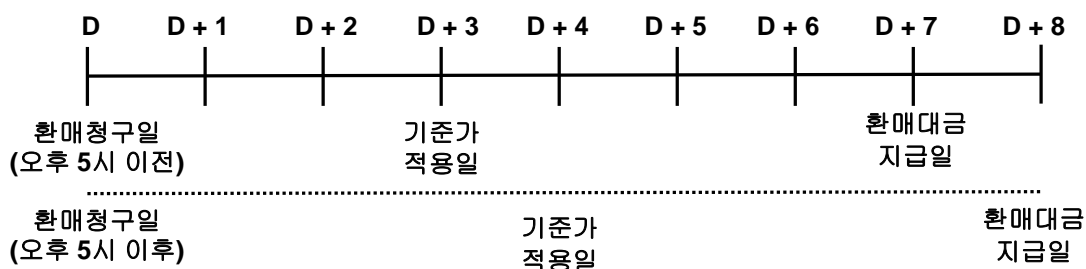 D D + 1 D + 2 D + 3 D + 4 D + 5 D + 6 D + 7 D + 8
환매청구일
(오후 5시 이전)
기준가
적용일
환매대금
지급일
환매청구일
(오후 5시 이후)
기준가
적용일
환매대금
지급일